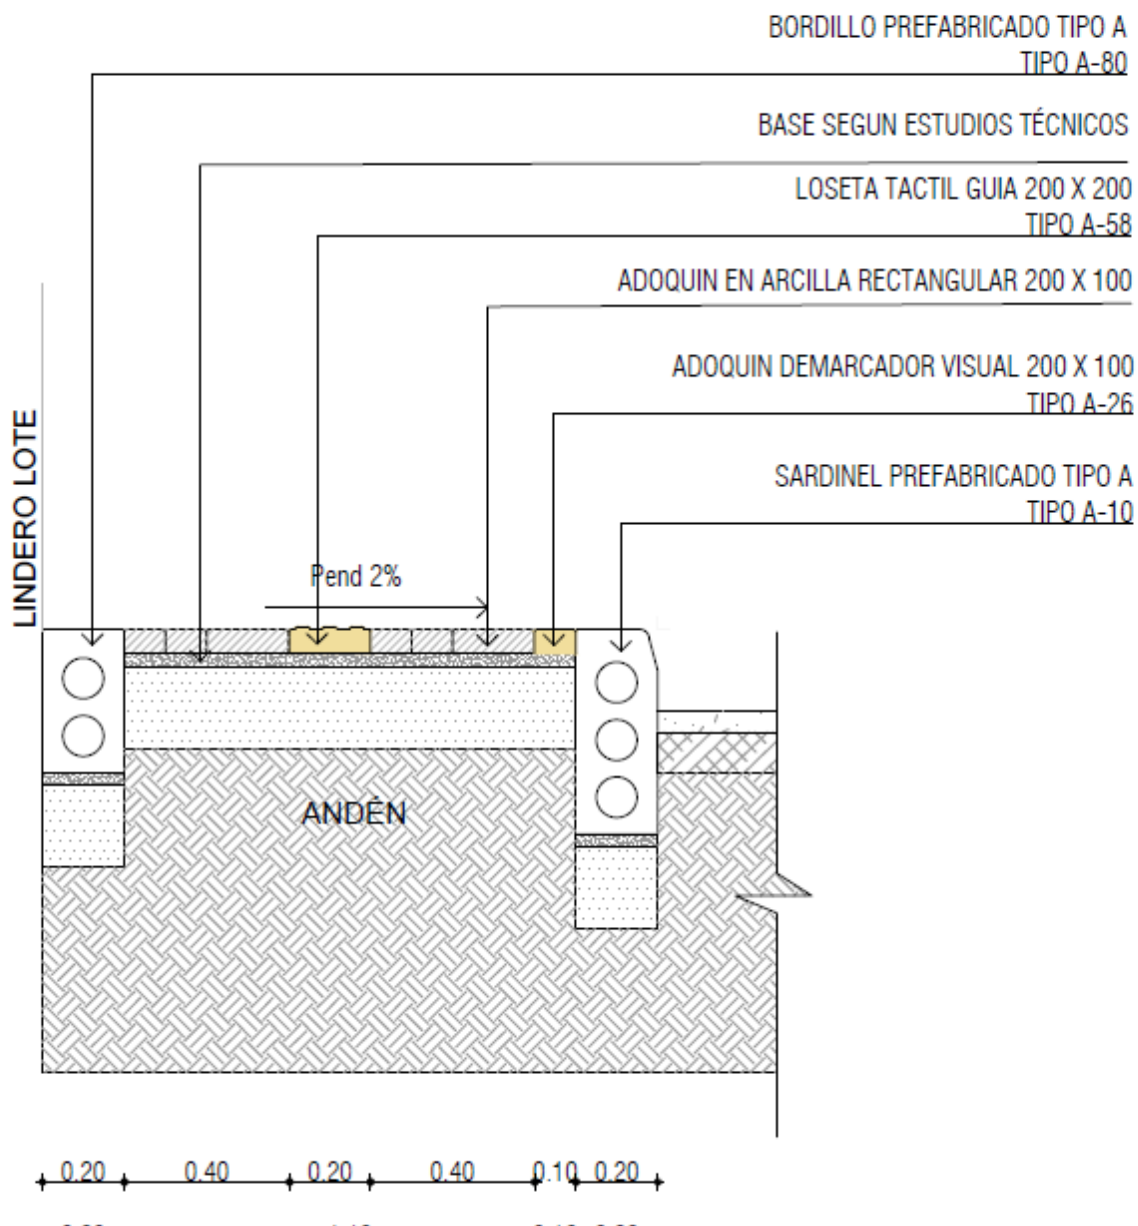 BORDILLO PREFABRICADO TIPO A
TIPO A-80
BASE SEGUN ESTUDIOS TÉCNICOS
LOSETA TACTIL GUIA 200 X 200
TIPO A-58
ADOQUIN EN ARCILLA RECTANGULAR 200 X 100
ADOQUIN DEMARCADOR VISUAL 200 X 100
TIPO A-26
SARDINEL PREFABRICADO TIPO A
TIPO A-10
LINDERO LOTE
Pend 2%
ANDÉN
0.20 0.40 0.20 0.40 0.10 0.20